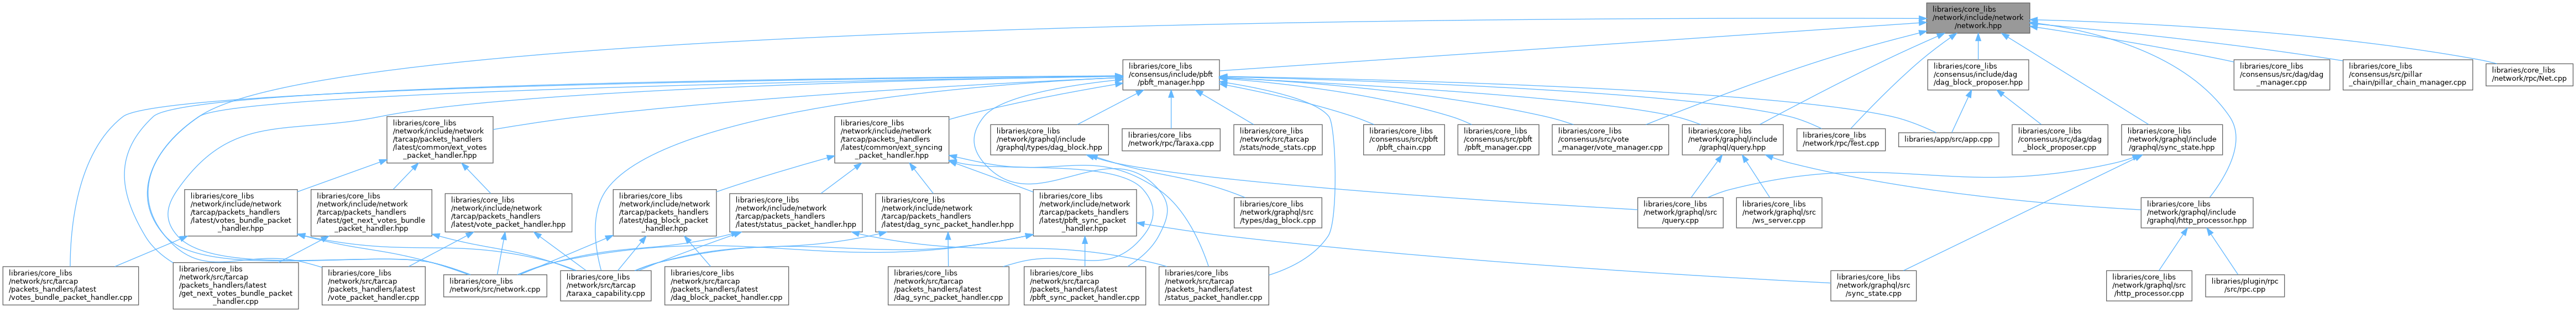 libraries/core_libs
/network/include/network
/network.hpp
libraries/core_libs
/consensus/include/pbft
/pbft_manager.hpp
libraries/core_libs
/consensus/include/dag
/dag_block_proposer.hpp
libraries/core_libs
/consensus/src/dag/dag
_manager.cpp
libraries/core_libs
/consensus/src/pillar
_chain/pillar_chain_manager.cpp
libraries/core_libs
/network/rpc/Net.cpp
libraries/core_libs
/network/include/network
/tarcap/packets_handlers
/latest/common/ext_votes
_packet_handler.hpp
libraries/core_libs
/network/include/network
/tarcap/packets_handlers
/latest/common/ext_syncing
_packet_handler.hpp
libraries/core_libs
/network/graphql/include
/graphql/types/dag_block.hpp
libraries/core_libs
/network/rpc/Taraxa.cpp
libraries/core_libs
/network/src/tarcap
/stats/node_stats.cpp
libraries/core_libs
/consensus/src/pbft
/pbft_chain.cpp
libraries/core_libs
/consensus/src/pbft
/pbft_manager.cpp
libraries/core_libs
/consensus/src/vote
_manager/vote_manager.cpp
libraries/core_libs
/network/graphql/include
/graphql/query.hpp
libraries/core_libs
/network/rpc/Test.cpp
libraries/app/src/app.cpp
libraries/core_libs
/consensus/src/dag/dag
_block_proposer.cpp
libraries/core_libs
/network/graphql/include
/graphql/sync_state.hpp
libraries/core_libs
/network/include/network
/tarcap/packets_handlers
/latest/votes_bundle_packet
_handler.hpp
libraries/core_libs
/network/include/network
/tarcap/packets_handlers
/latest/get_next_votes_bundle
_packet_handler.hpp
libraries/core_libs
/network/include/network
/tarcap/packets_handlers
/latest/vote_packet_handler.hpp
libraries/core_libs
/network/include/network
/tarcap/packets_handlers
/latest/dag_block_packet
_handler.hpp
libraries/core_libs
/network/include/network
/tarcap/packets_handlers
/latest/status_packet_handler.hpp
libraries/core_libs
/network/include/network
/tarcap/packets_handlers
/latest/dag_sync_packet_handler.hpp
libraries/core_libs
/network/include/network
/tarcap/packets_handlers
/latest/pbft_sync_packet
_handler.hpp
libraries/core_libs
/network/graphql/src
/types/dag_block.cpp
libraries/core_libs
/network/graphql/src
/query.cpp
libraries/core_libs
/network/graphql/src
/ws_server.cpp
libraries/core_libs
/network/graphql/include
/graphql/http_processor.hpp
libraries/core_libs
/network/src/tarcap
/packets_handlers/latest
/votes_bundle_packet_handler.cpp
libraries/core_libs
/network/src/tarcap
/packets_handlers/latest
/get_next_votes_bundle_packet
_handler.cpp
libraries/core_libs
/network/src/tarcap
/packets_handlers/latest
/vote_packet_handler.cpp
libraries/core_libs
/network/src/network.cpp
libraries/core_libs
/network/src/tarcap
/taraxa_capability.cpp
libraries/core_libs
/network/src/tarcap
/packets_handlers/latest
/dag_block_packet_handler.cpp
libraries/core_libs
/network/src/tarcap
/packets_handlers/latest
/dag_sync_packet_handler.cpp
libraries/core_libs
/network/src/tarcap
/packets_handlers/latest
/pbft_sync_packet_handler.cpp
libraries/core_libs
/network/src/tarcap
/packets_handlers/latest
/status_packet_handler.cpp
libraries/core_libs
/network/graphql/src
/sync_state.cpp
libraries/core_libs
/network/graphql/src
/http_processor.cpp
libraries/plugin/rpc
/src/rpc.cpp